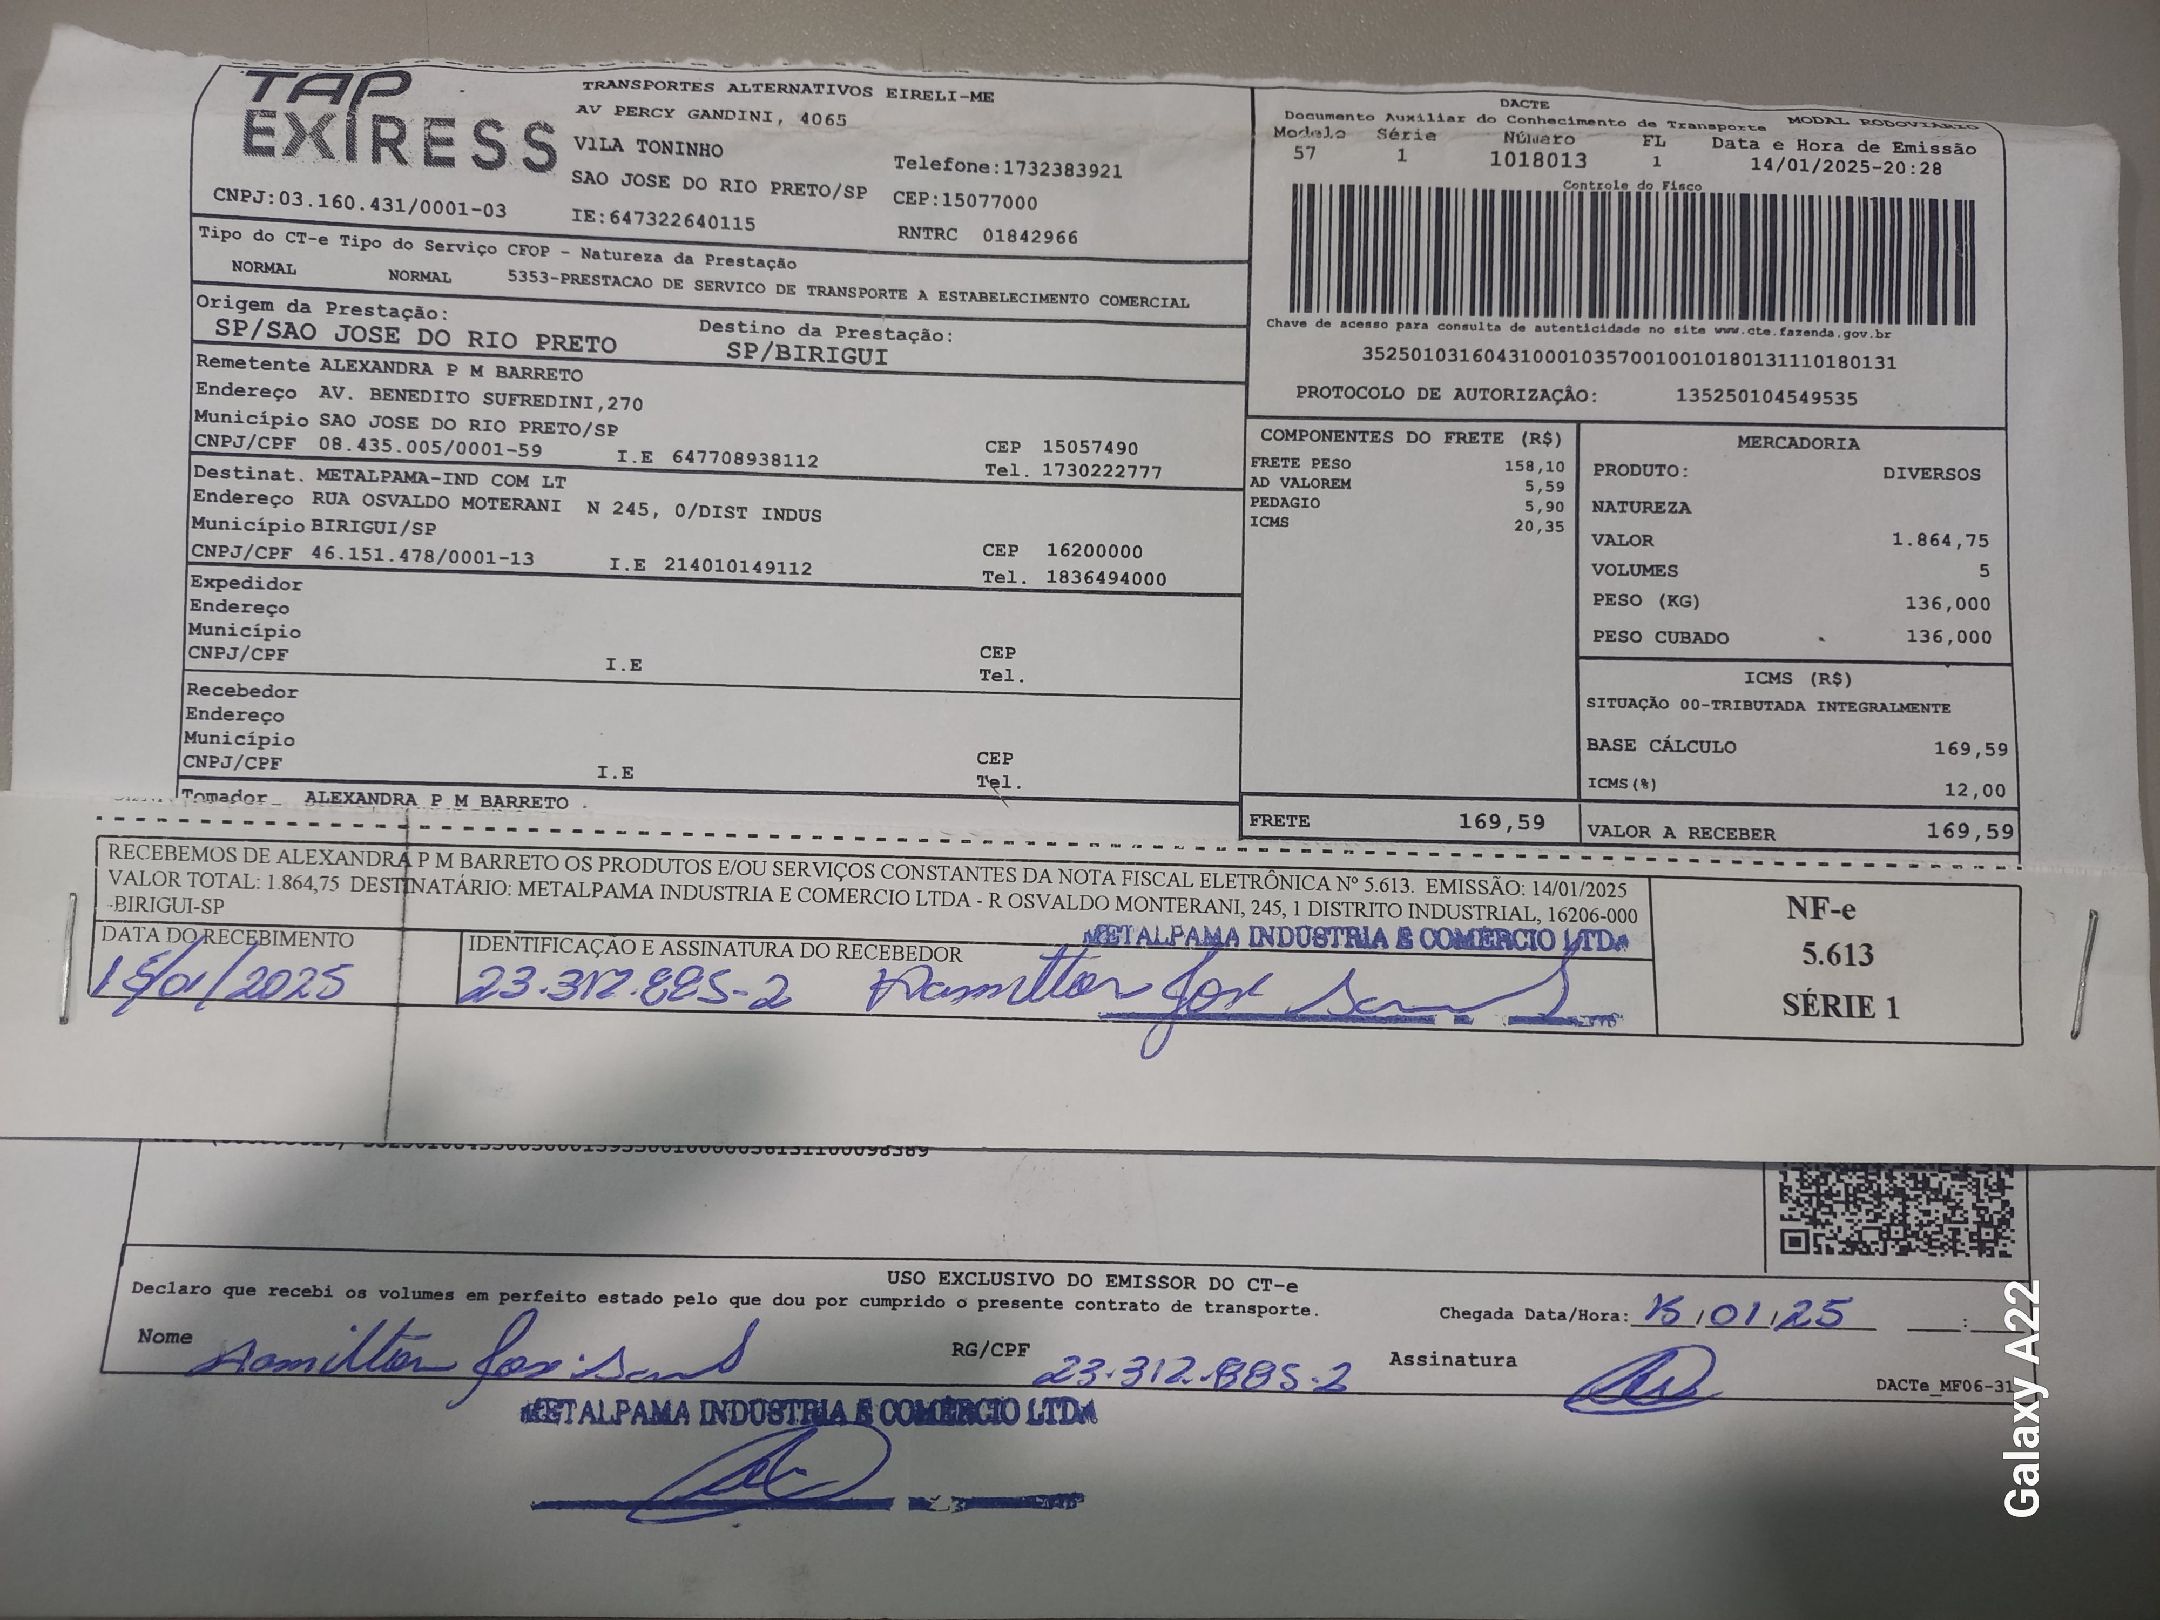 TAP
EXPRESS
TRANSPORTES ALTERNATIVOS EIRELI-ME
AV PERCY GANDINI, 4065
VILA TONINHO
Telefone:1732383921
SAO JOSE DO RIO PRETO/SP CEP:15077000
CNPJ:03.160.431/0001-03
IE:647322640115
RNTRC 01842966
DACTE
Documento Auxiliar do Conhecimento de Transporte MODAL RODOVIARIO
Modelo Série Número FL Data e Hora de Emissão
57 1 1018013 1 14/01/2025-20:28
Controle do Fisco
Chave de acesso para consulta de autenticidade no site www.cte.fazenda.gov.br
35250103160431000103570010010180131110180131
PROTOCOLO DE AUTORIZAÇÂO: 135250104549535
Tipo do CT-e Tipo do Serviço CFOP - Natureza da Prestação
NORMAL NORMAL 5353-PRESTACAO DE SERVICO DE TRANSPORTE A ESTABELECIMENTO COMERCIAL
Origem da Prestação: Destino da Prestação:
SP/SAO JOSE DO RIO PRETO SP/BIRIGUI
Remetente ALEXANDRA P M BARRETO
Endereço AV. BENEDITO SUFREDINI,270
Município SAO JOSE DO RIO PRETO/SP CEP 15057490
CNPJ/CPF 08.435.005/0001-59 I.E 647708938112 Tel. 1730222777
Destinat. METALPAMA-IND COM LT
Endereço RUA OSVALDO MOTERANI N 245, 0/DIST INDUS
Município BIRIGUI/SP CEP 16200000
CNPJ/CPF 46.151.478/0001-13 I.E 214010149112 Tel. 1836494000
Expedidor
Endereço
Município CEP
CNPJ/CPF I.E Tel.
Recebedor
Endereço
Município CEP
CNPJ/CPF I.E Tel.
Tomador ALEXANDRA P M BARRETO
COMPONENTES DO FRETE (R$)
FRETE PESO 158,10
AD VALOREM 5,59
PEDAGIO 5,90
ICMS 20,35
FRETE 169,59
MERCADORIA
PRODUTO: DIVERSOS
NATUREZA
VALOR 1.864,75
VOLUMES 5
PESO (KG) 136,000
PESO CUBADO 136,000
ICMS (R$)
SITUAÇÃO 00-TRIBUTADA INTEGRALMENTE
BASE CÁLCULO 169,59
ICMS(%) 12,00
VALOR A RECEBER 169,59
RECEBEMOS DE ALEXANDRA P M BARRETO OS PRODUTOS E/OU SERVIÇOS CONSTANTES DA NOTA FISCAL ELETRÔNICA Nº 5.613. EMISSÃO: 14/01/2025
VALOR TOTAL: 1.864,75 DESTINATÁRIO: METALPAMA INDUSTRIA E COMERCIO LTDA - R OSVALDO MONTERANI, 245, 1 DISTRITO INDUSTRIAL, 16206-000
-BIRIGUI-SP
METALPAMA INDUSTRIA E COMERCIO LTDA
DATA DO RECEBIMENTO IDENTIFICAÇÃO E ASSINATURA DO RECEBEDOR
15/01/2025 23.312.885-2 Hamilton José
NF-e
5.613
SÉRIE 1
USO EXCLUSIVO DO EMISSOR DO CT-e
Declaro que recebi os volumes em perfeito estado pelo que dou por cumprido o presente contrato de transporte.
Chegada Data/Hora: 15/01/25 :
Nome Hamilton José RG/CPF 23.312.885-2 Assinatura
DACTe_MF06-31
METALPAMA INDUSTRIA E COMERCIO LTDA
Galaxy A22